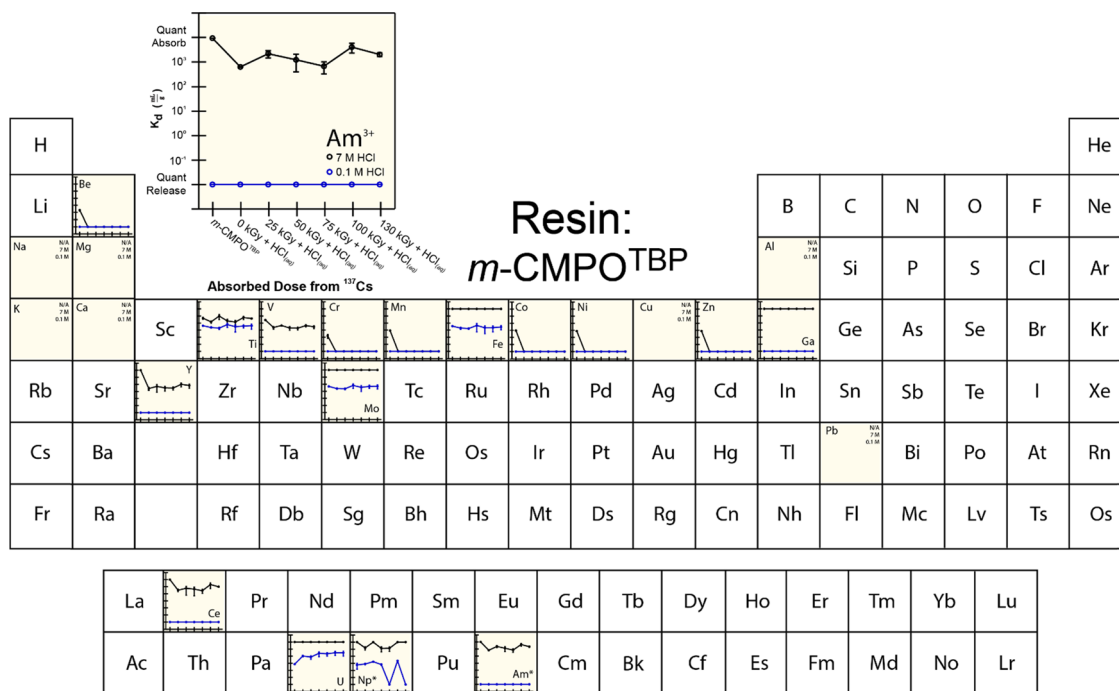 Quant
Absorb
10³
10²
10¹
10⁰
10⁻¹
Quant
Release
K_d (mL/g)
Am³⁺
7 M HCl
0.1 M HCl
m-CMPO^TBP
0 kGy + HCl(aq)
25 kGy + HCl(aq)
50 kGy + HCl(aq)
75 kGy + HCl(aq)
100 kGy + HCl(aq)
130 kGy + HCl(aq)
Absorbed Dose from ¹³⁷Cs
Resin:
m-CMPO^TBP
H He
Li Be B C N O F Ne
Na N/A 7 M 0.1 M Mg N/A 7 M 0.1 M Al N/A 7 M 0.1 M Si P S Cl Ar
K N/A 7 M 0.1 M Ca N/A 7 M 0.1 M Sc Ti V Cr Mn Fe Co Ni Cu N/A 7 M 0.1 M Zn Ga Ge As Se Br Kr
Rb Sr Y Zr Nb Mo Tc Ru Rh Pd Ag Cd In Sn Sb Te I Xe
Cs Ba Hf Ta W Re Os Ir Pt Au Hg Tl Pb N/A 7 M 0.1 M Bi Po At Rn
Fr Ra Rf Db Sg Bh Hs Mt Ds Rg Cn Nh Fl Mc Lv Ts Os
La Ce Pr Nd Pm Sm Eu Gd Tb Dy Ho Er Tm Yb Lu
Ac Th Pa U Np* Pu Am* Cm Bk Cf Es Fm Md No Lr